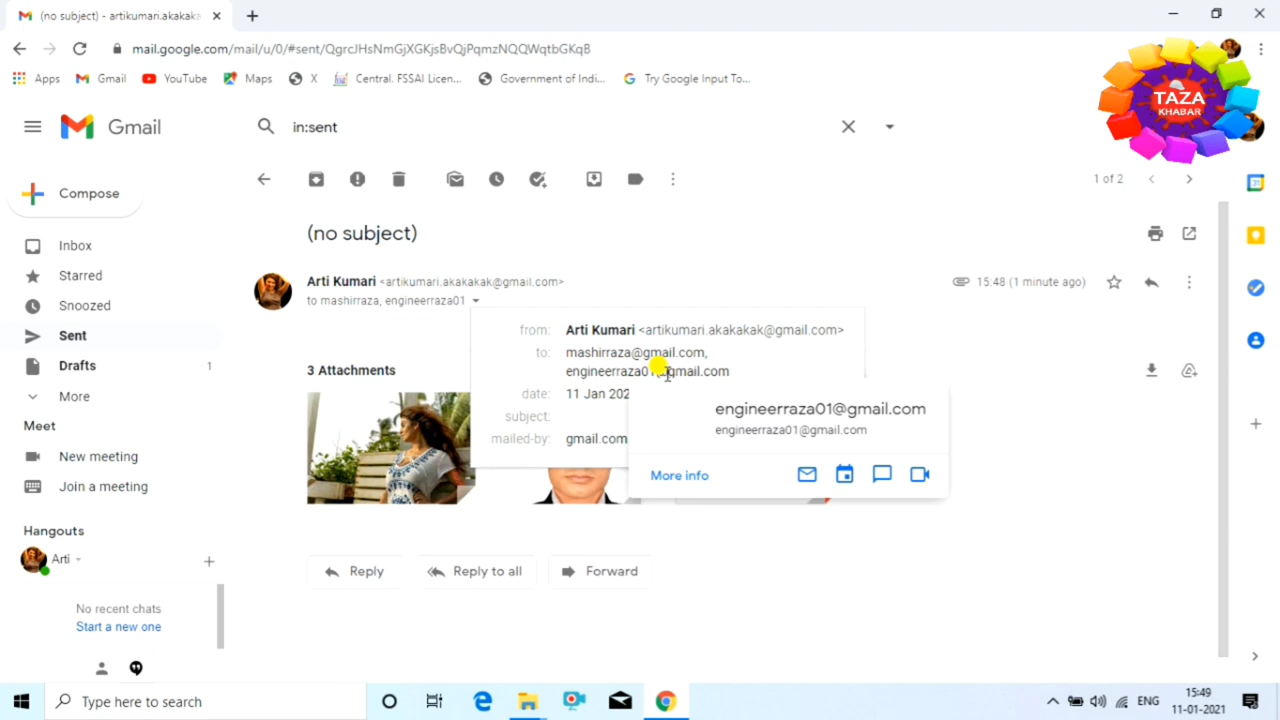 (no subject) - artikumari.akakaka
mail.google.com/mail/u/0/#sent/QgrcJHsNmGjXGKjsBvQjPqmzNQQWqtbGKqB
Apps Gmail YouTube Maps X Central. FSSAI Licen... Government of Indi... Try Google Input To...
TAZA
KHABAR
Gmail
in:sent
Compose
1 of 2
Inbox
Starred
Snoozed
Sent
Drafts 1
More
Meet
New meeting
Join a meeting
Hangouts
Arti
No recent chats
Start a new one
(no subject)
Arti Kumari <artikumari.akakakak@gmail.com>
15:48 (1 minute ago)
to mashirraza, engineerraza01
from: Arti Kumari <artikumari.akakakak@gmail.com>
to: mashirraza@gmail.com,
engineerraza01@gmail.com
date: 11 Jan 202
subject:
mailed-by: gmail.com
3 Attachments
engineerraza01@gmail.com
engineerraza01@gmail.com
More info
Reply
Reply to all
Forward
Type here to search
ENG
15:49
11-01-2021